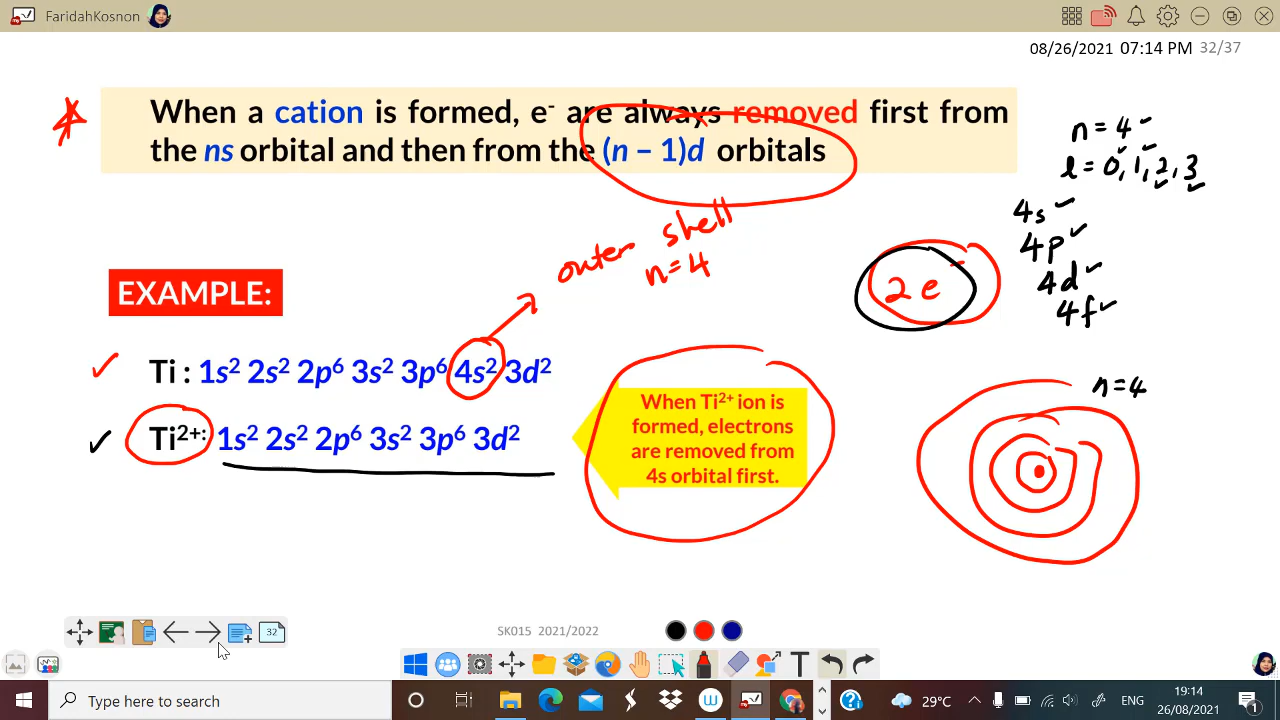 FaridahKosnon
08/26/2021 07:14 PM 32/37
When a cation is formed, e⁻ are always removed first from
the ns orbital and then from the (n – 1)d orbitals
n = 4
l = 0, 1, 2, 3
4s
4p
4d
4f
outer shell
n=4
2e⁻
EXAMPLE:
Ti : 1s² 2s² 2p⁶ 3s² 3p⁶ 4s² 3d²
Ti²⁺: 1s² 2s² 2p⁶ 3s² 3p⁶ 3d²
When Ti²⁺ ion is
formed, electrons
are removed from
4s orbital first.
n=4
32
SK015 2021/2022
T
Type here to search
29°C
ENG
19:14
26/08/2021
1